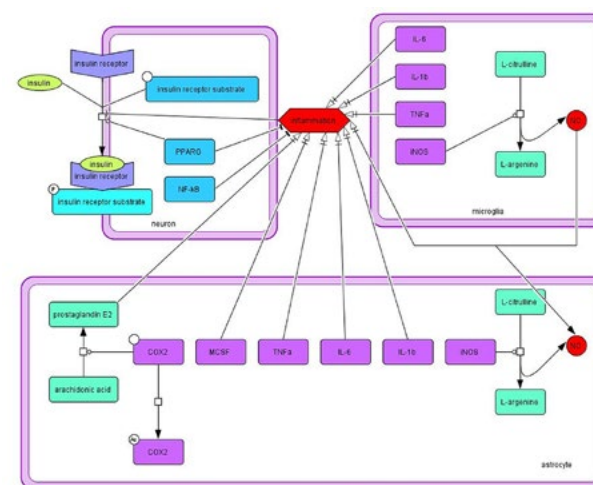 insulin receptor
insulin
insulin receptor substrate
PPARG
NF-kB
insulin
insulin receptor
P
insulin receptor substrate
neuron
inflammation
IL-6
IL-1b
TNFa
iNOS
L-citrulline
NO
L-arginine
microglia
prostaglandin E2
arachidonic acid
COX2
MCSF
TNFa
IL-6
IL-1b
iNOS
L-citrulline
NO
L-arginine
COX2
astrocyte